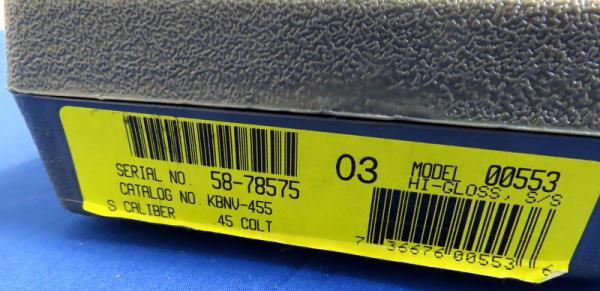 SERIAL NO. 58-78575
CATALOG NO. KBNV-455
S CALIBER .45 COLT
03
MODEL 00553
HI-GLOSS, S/S
7 36676 00553 6